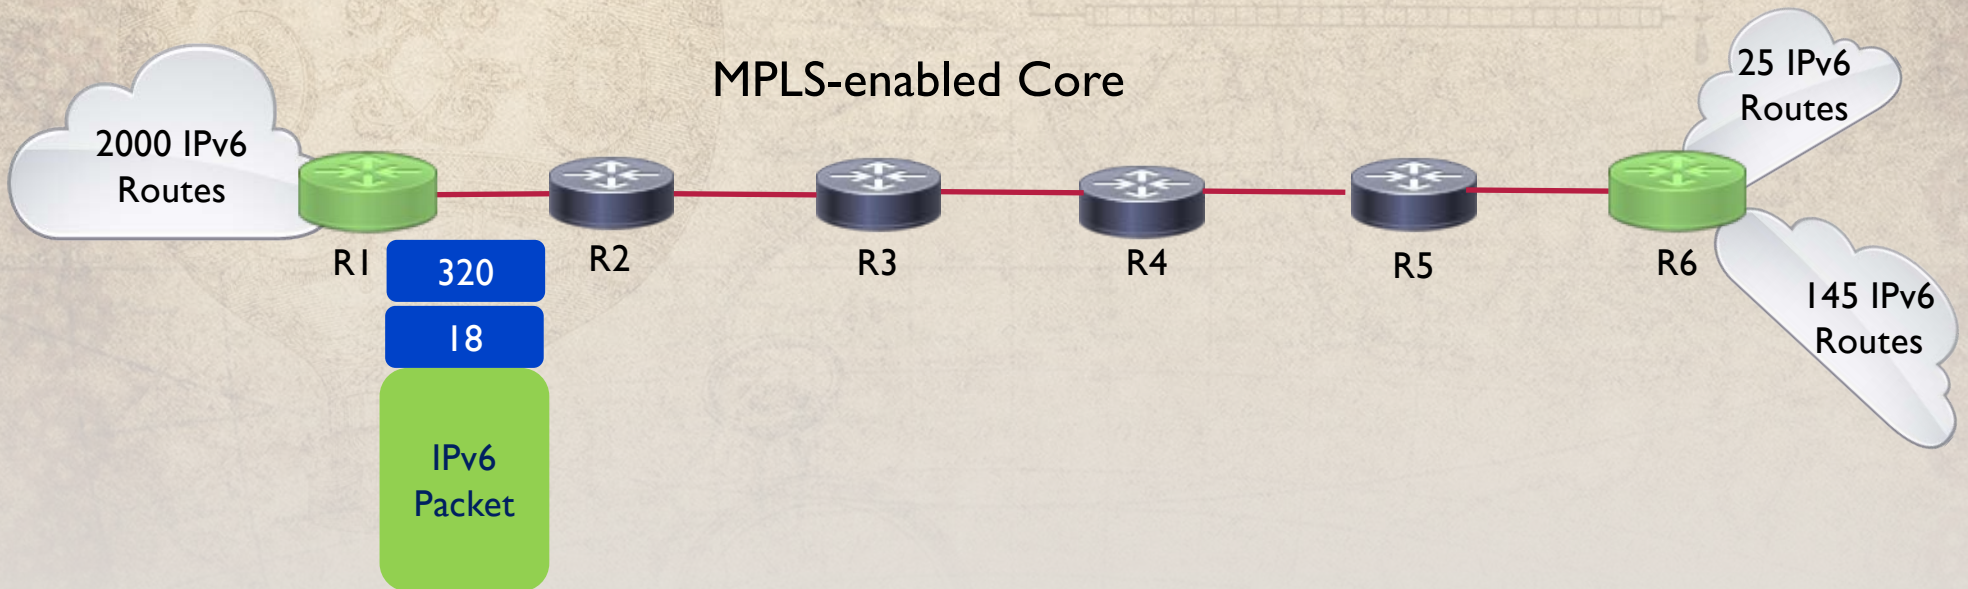 MPLS-enabled Core
2000 IPv6
Routes
25 IPv6
Routes
R1
R2
R3
R4
R5
R6
320
18
145 IPv6
Routes
IPv6
Packet